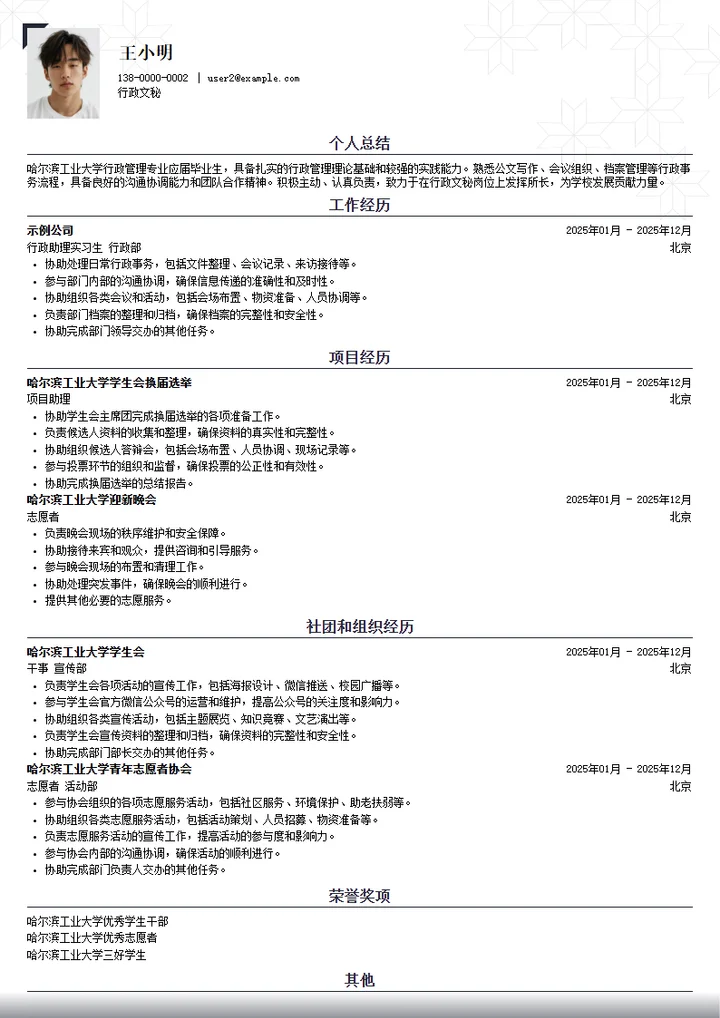 王小明
138-0000-0002 | user2@example.com
行政文秘
个人总结
哈尔滨工业大学行政管理专业应届毕业生，具备扎实的行政管理理论基础和较强的实践能力。熟悉公文写作、会议组织、档案管理等行政事
务流程，具备良好的沟通协调能力和团队合作精神。积极主动、认真负责，致力于在行政文秘岗位上发挥所长，为学校发展贡献力量。
工作经历
示例公司 2025年01月 - 2025年12月
行政助理实习生 行政部 北京
• 协助处理日常行政事务，包括文件整理、会议记录、来访接待等。
• 参与部门内部的沟通协调，确保信息传递的准确性和及时性。
• 协助组织各类会议和活动，包括会场布置、物资准备、人员协调等。
• 负责部门档案的整理和归档，确保档案的完整性和安全性。
• 协助完成部门领导交办的其他任务。
项目经历
哈尔滨工业大学学生会换届选举 2025年01月 - 2025年12月
项目助理 北京
• 协助学生会主席团完成换届选举的各项准备工作。
• 负责候选人资料的收集和整理，确保资料的真实性和完整性。
• 协助组织候选人答辩会，包括会场布置、人员协调、现场记录等。
• 参与投票环节的组织和监督，确保投票的公正性和有效性。
• 协助完成换届选举的总结报告。
哈尔滨工业大学迎新晚会 2025年01月 - 2025年12月
志愿者 北京
• 负责晚会现场的秩序维护和安全保障。
• 协助接待来宾和观众，提供咨询和引导服务。
• 参与晚会现场的布置和清理工作。
• 协助处理突发事件，确保晚会的顺利进行。
• 提供其他必要的志愿服务。
社团和组织经历
哈尔滨工业大学学生会 2025年01月 - 2025年12月
干事 宣传部 北京
• 负责学生会各项活动的宣传工作，包括海报设计、微信推送、校园广播等。
• 参与学生会官方微信公众号的运营和维护，提高公众号的关注度和影响力。
• 协助组织各类宣传活动，包括主题展览、知识竞赛、文艺演出等。
• 负责学生会宣传资料的整理和归档，确保资料的完整性和安全性。
• 协助完成部门部长交办的其他任务。
哈尔滨工业大学青年志愿者协会 2025年01月 - 2025年12月
志愿者 活动部 北京
• 参与协会组织的各项志愿服务活动，包括社区服务、环境保护、助老扶弱等。
• 协助组织各类志愿服务活动，包括活动策划、人员招募、物资准备等。
• 负责志愿服务活动的宣传工作，提高活动的参与度和影响力。
• 参与协会内部的沟通协调，确保活动的顺利进行。
• 协助完成部门负责人交办的其他任务。
荣誉奖项
哈尔滨工业大学优秀学生干部
哈尔滨工业大学优秀志愿者
哈尔滨工业大学三好学生
其他